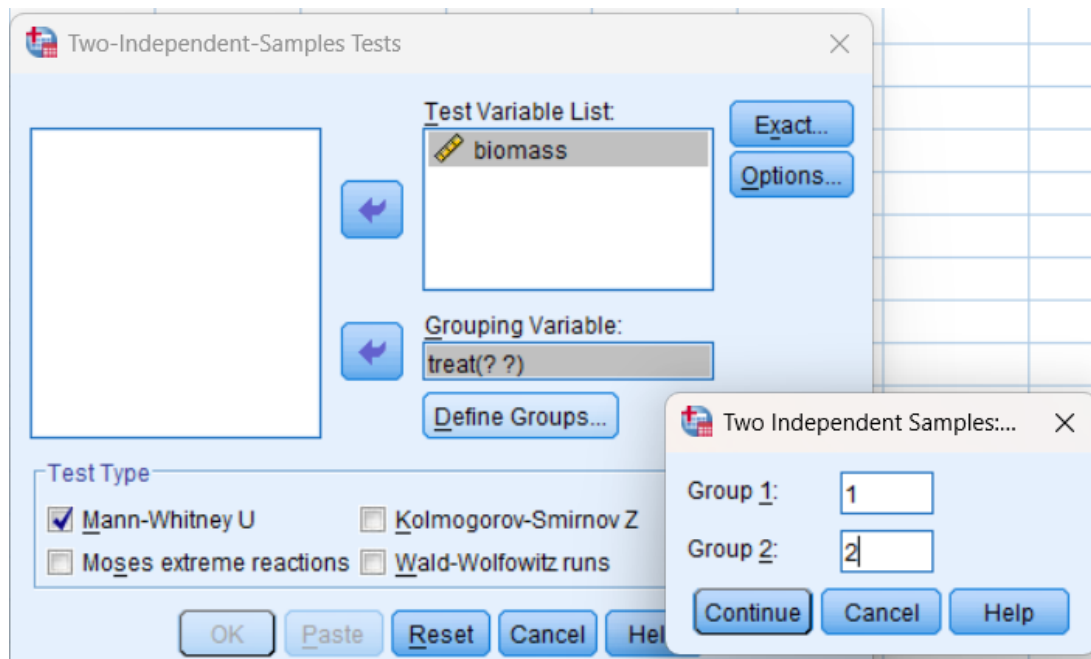 Two-Independent-Samples Tests
Test Variable List:
biomass
Exact...
Options...
Grouping Variable:
treat(? ?)
Define Groups...
Test Type
Mann-Whitney U
Kolmogorov-Smirnov Z
Moses extreme reactions
Wald-Wolfowitz runs
OK
Paste
Reset
Cancel
Hel
Two Independent Samples:...
Group 1:
1
Group 2:
2
Continue
Cancel
Help